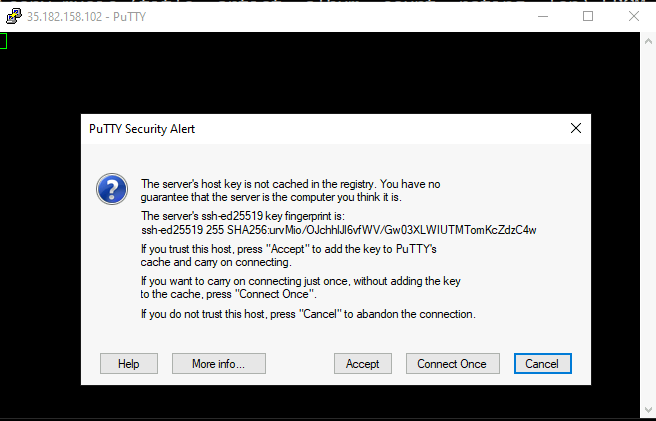 35.182.158.102 - PuTTY
PuTTY Security Alert
The server's host key is not cached in the registry. You have no
guarantee that the server is the computer you think it is.
The server's ssh-ed25519 key fingerprint is:
ssh-ed25519 255 SHA256:urvMio/OJchhlJI6vfWV/Gw03XLWIUTMTomKcZdzC4w
If you trust this host, press "Accept" to add the key to PuTTY's
cache and carry on connecting.
If you want to carry on connecting just once, without adding the key
to the cache, press "Connect Once".
If you do not trust this host, press "Cancel" to abandon the connection.
Help
More info...
Accept
Connect Once
Cancel